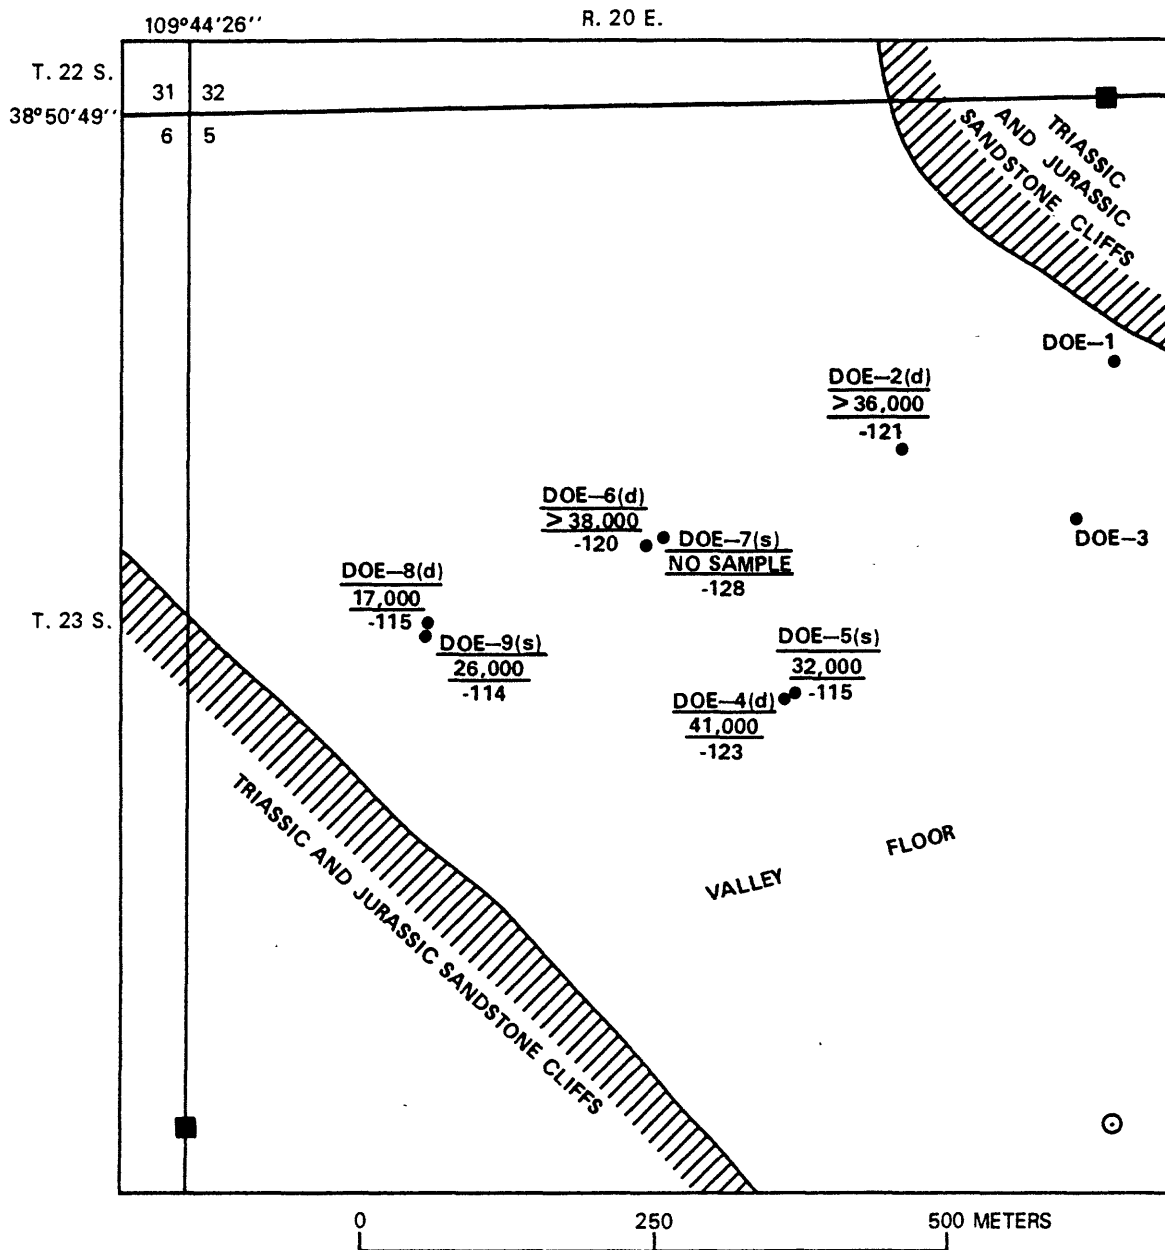 109°44'26''
R. 20 E.
T. 22 S.
31 32
38°50'49''
6 5
TRIASSIC
AND JURASSIC
SANDSTONE CLIFFS
DOE-1
DOE-2(d)
> 36,000
-121
DOE-6(d)
> 38,000
-120
DOE-7(s)
NO SAMPLE
-128
DOE-3
DOE-8(d)
17,000
-115
T. 23 S.
DOE-9(s)
26,000
-114
DOE-5(s)
32,000
-115
DOE-4(d)
41,000
-123
TRIASSIC AND JURASSIC SANDSTONE CLIFFS
VALLEY FLOOR
0 250 500 METERS